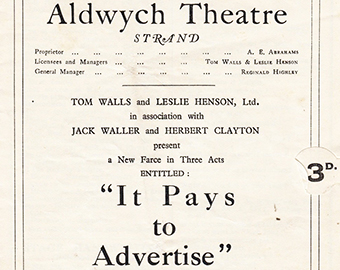 Aldwych Theatre
STRAND
Proprietor ... ... ... ... ... A. E. ABRAHAMS
Licensees and Managers ... ... ... ... TOM WALLS & LESLIE HENSON
General Manager ... ... ... ... ... REGINALD HIGHLEY
TOM WALLS and LESLIE HENSON, Ltd.
in association with
JACK WALLER and HERBERT CLAYTON
present
a New Farce in Three Acts
ENTITLED :
3D.
“It Pays
to
Advertise”